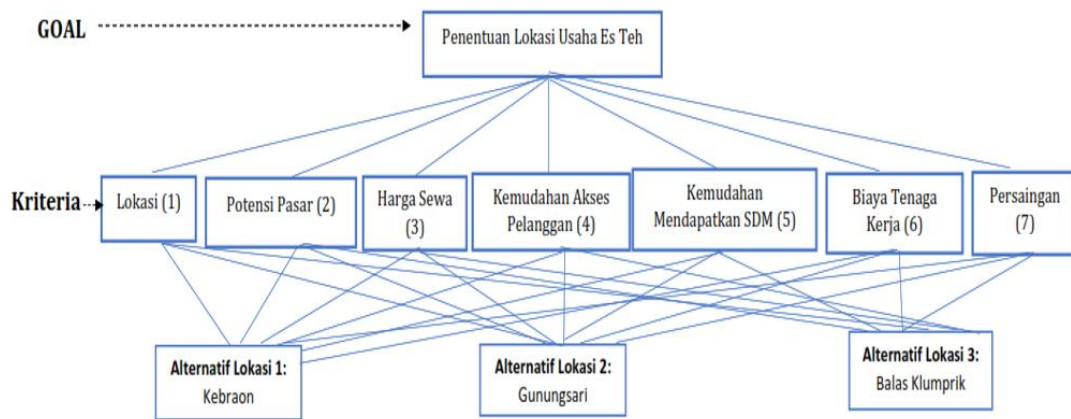 GOAL
Penentuan Lokasi Usaha Es Teh
Kriteria
Lokasi (1)
Potensi Pasar (2)
Harga Sewa
(3)
Kemudahan Akses
Pelanggan (4)
Kemudahan
Mendapatkan SDM (5)
Biaya Tenaga
Kerja (6)
Persaingan
(7)
Alternatif Lokasi 1:
Kebraon
Alternatif Lokasi 2:
Gunungsari
Alternatif Lokasi 3:
Balas Klumprik